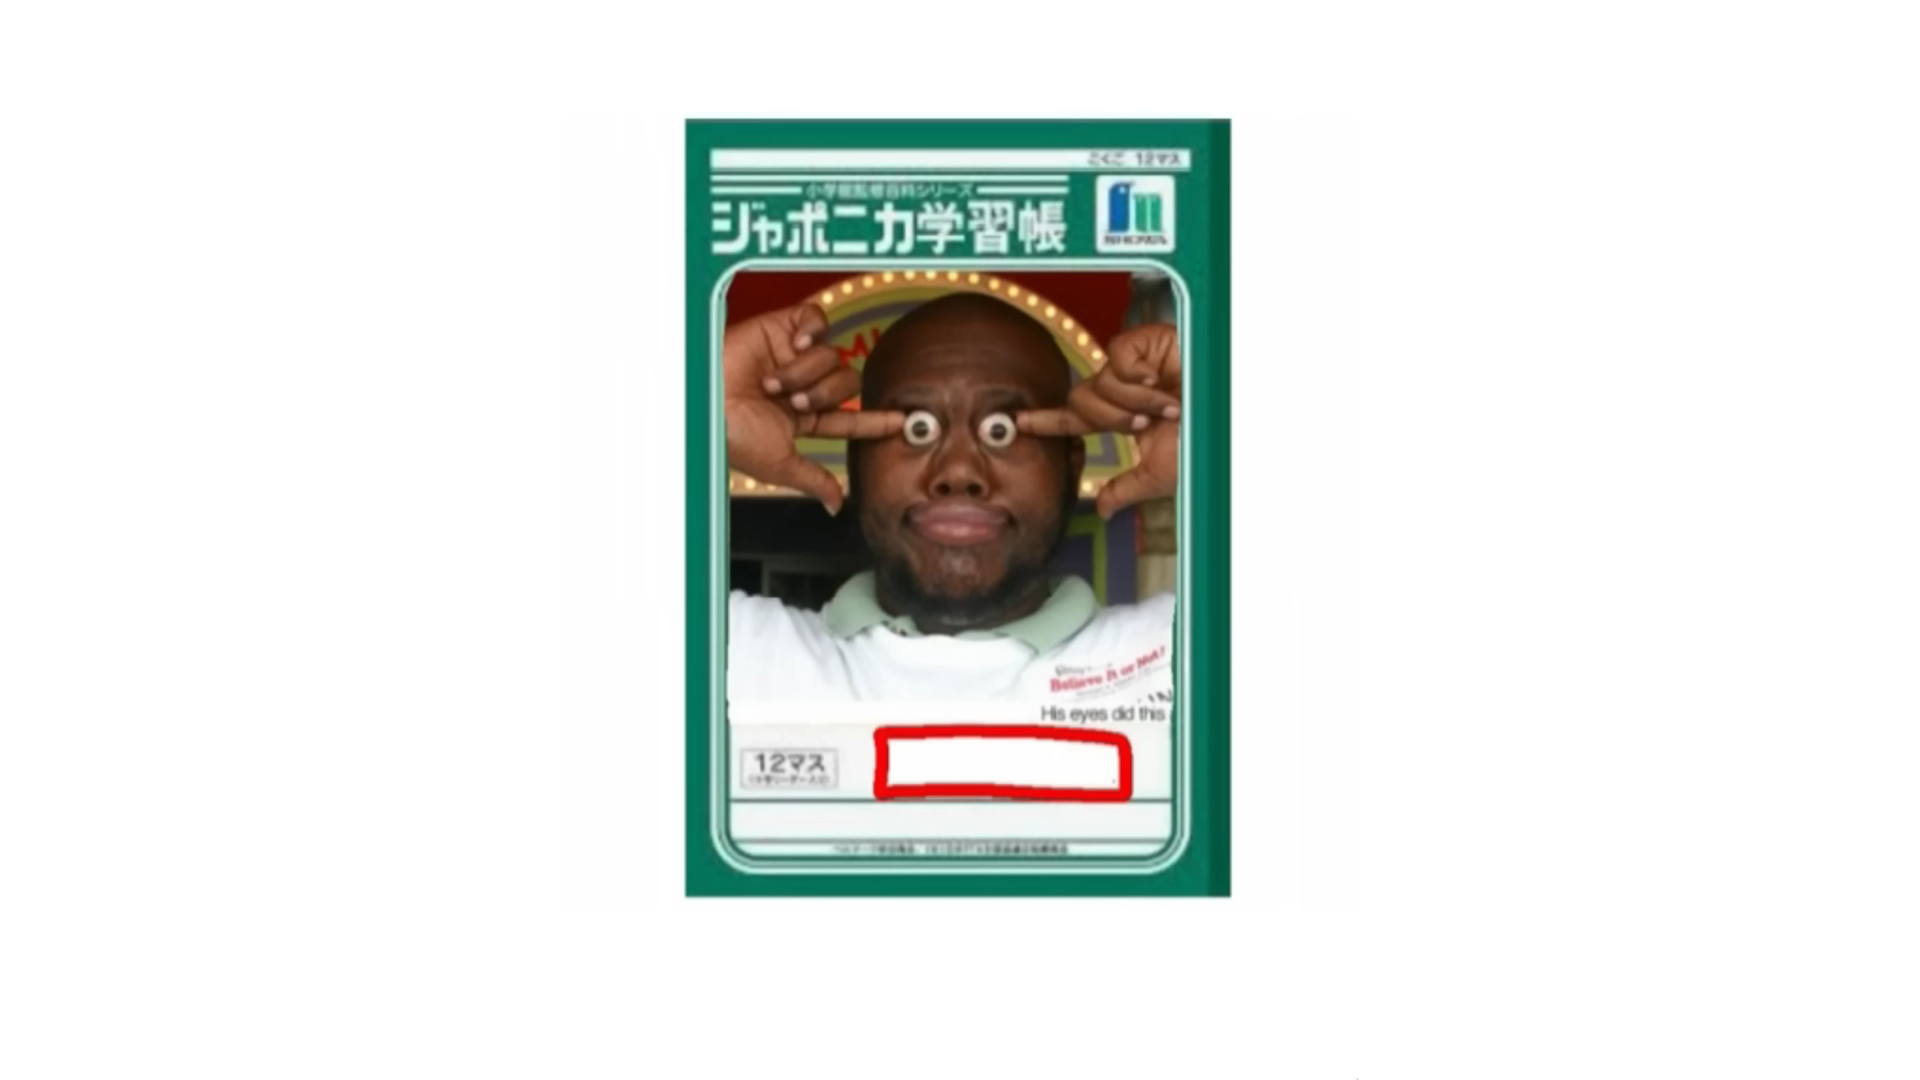 こくご 12マス
小学館監修百科シリーズ
ジャポニカ学習帳
SHOWA
Believe It or Not!
His eyes did this
12マス